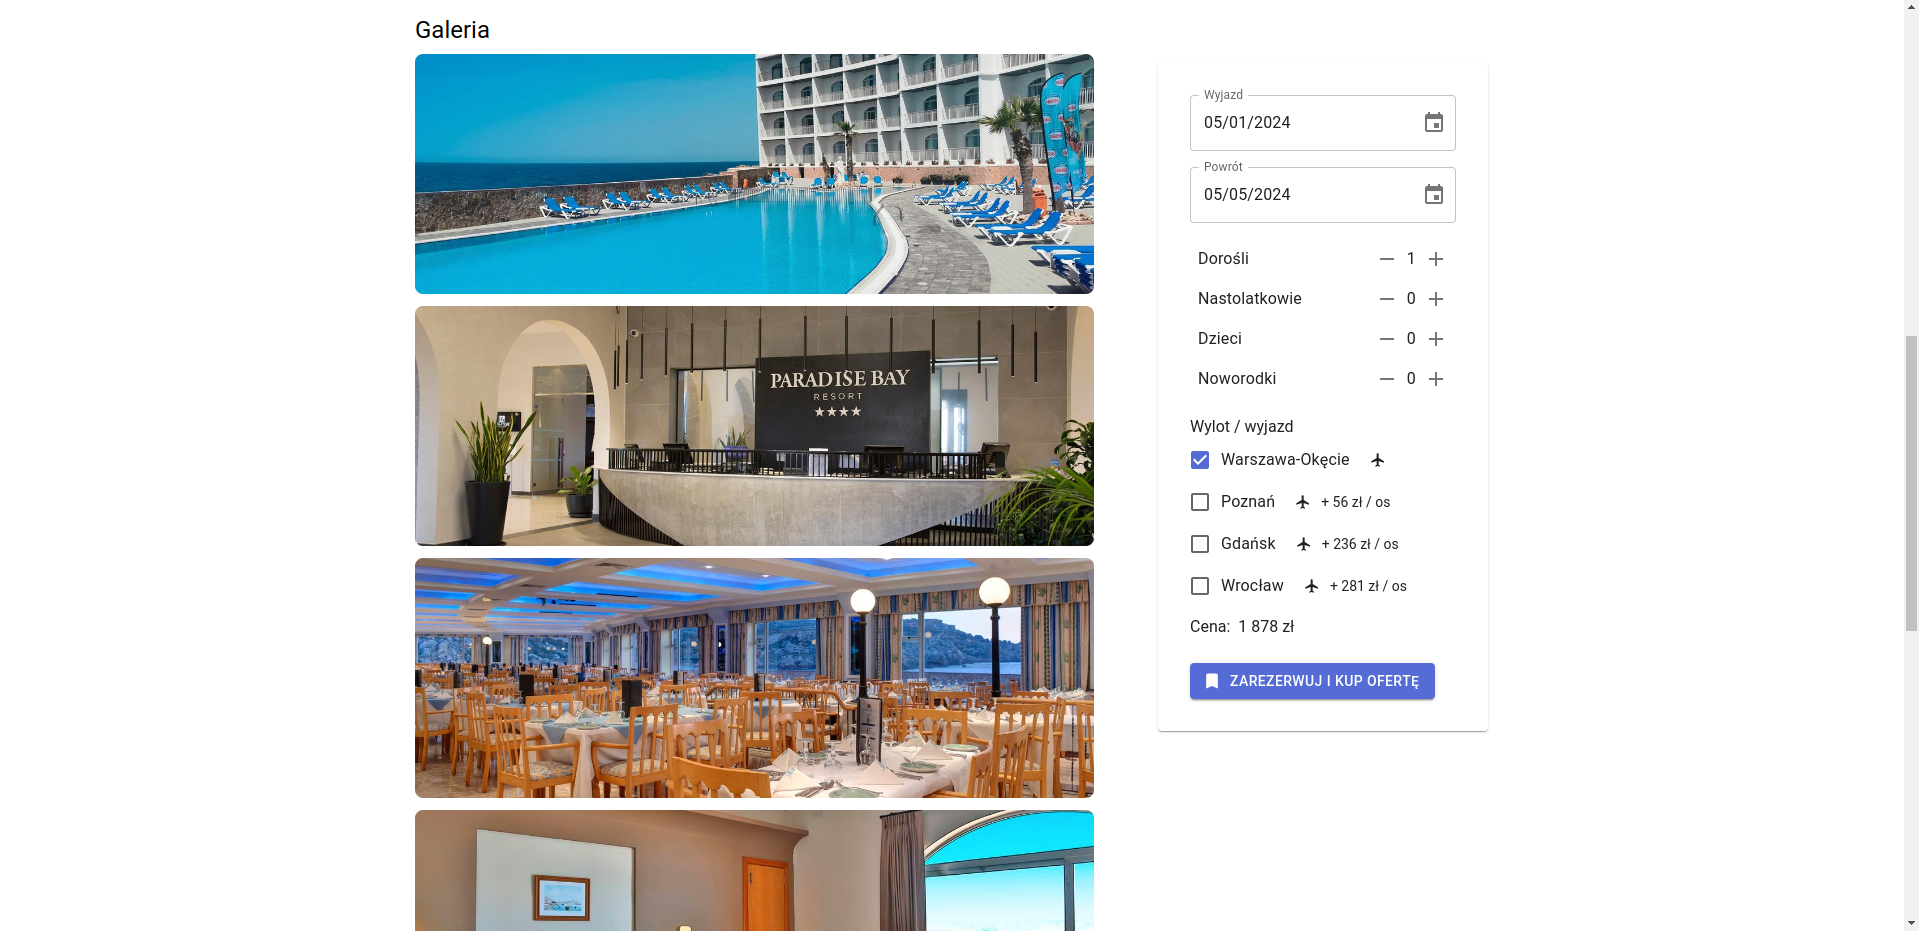 Galeria
PARADISE BAY
RESORT
Wyjazd
05/01/2024
Powrót
05/05/2024
Dorośli 1
Nastolatkowie 0
Dzieci 0
Noworodki 0
Wylot / wyjazd
Warszawa-Okęcie
Poznań + 56 zł / os
Gdańsk + 236 zł / os
Wrocław + 281 zł / os
Cena: 1 878 zł
ZAREZERWUJ I KUP OFERTĘ